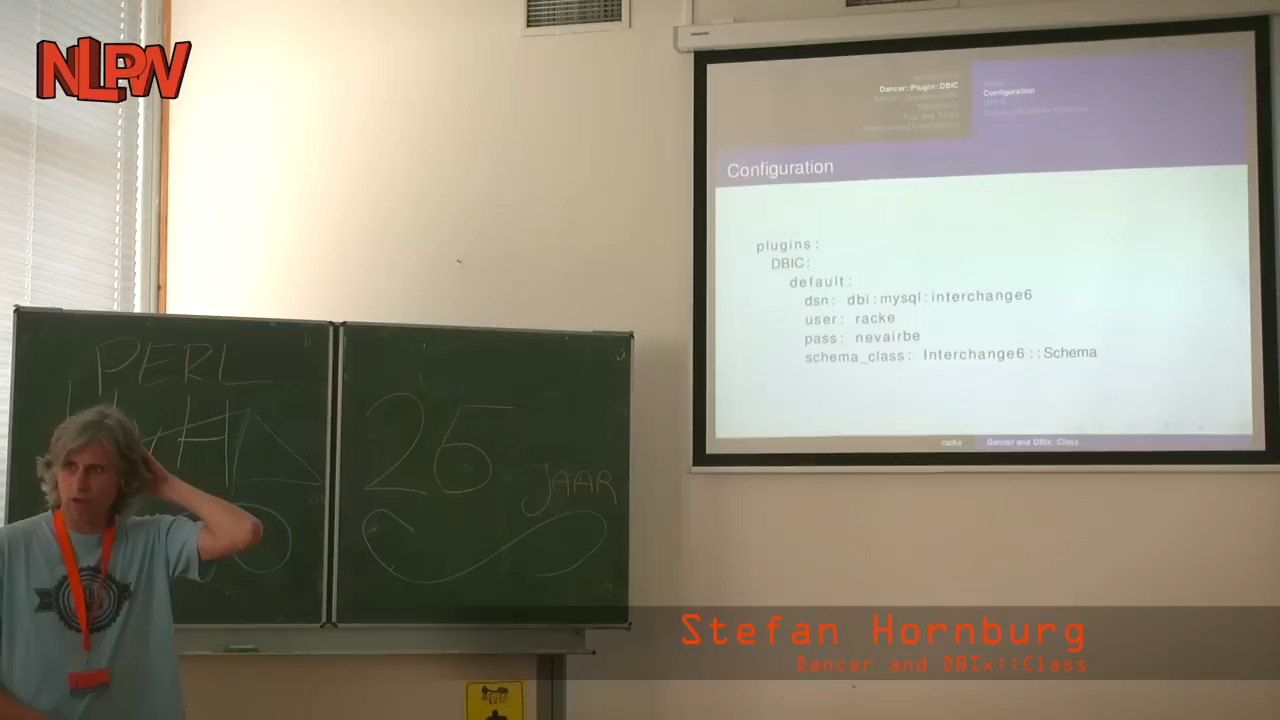 NLPW
Dancer::Plugin::DBIC
Configuration
Configuration
plugins:
DBIC:
default:
dsn: dbi:mysql:interchange6
user: racke
pass: nevairbe
schema_class: Interchange6::Schema
racke
Dancer and DBIx::Class
PERL
25
JAAR
Stefan Hornburg
Dancer and DBIx::Class